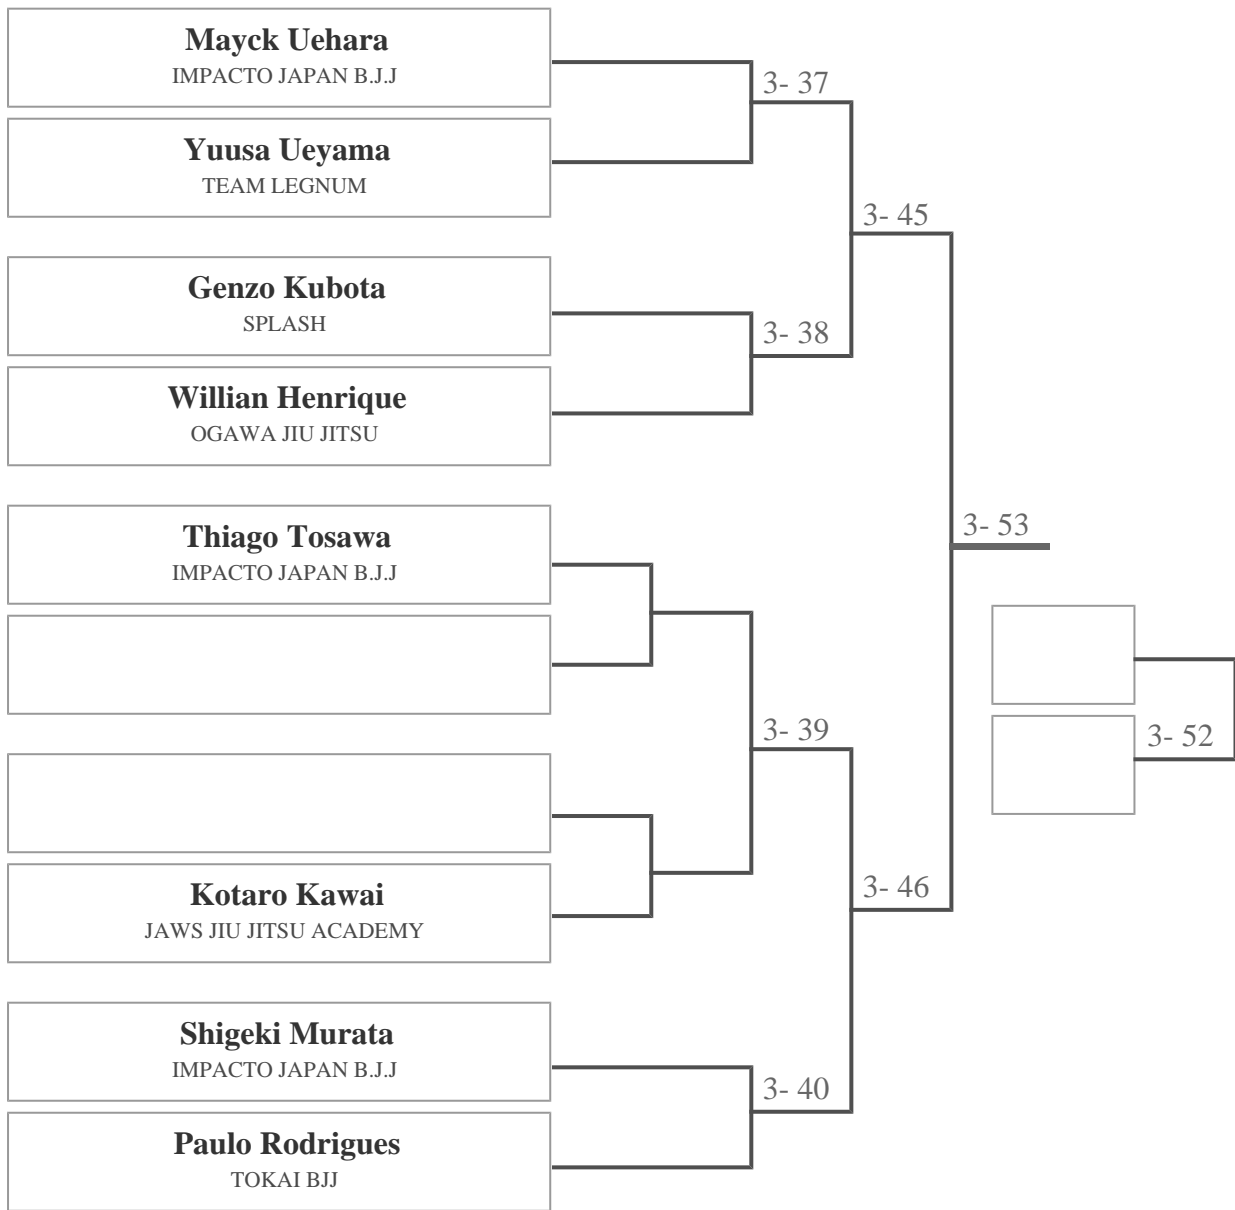 Mayck Uehara
IMPACTO JAPAN B.J.J
3- 37
Yuusa Ueyama
TEAM LEGNUM
3- 45
Genzo Kubota
SPLASH
3- 38
Willian Henrique
OGAWA JIU JITSU
Thiago Tosawa
IMPACTO JAPAN B.J.J
3- 53
3- 39
3- 52
Kotaro Kawai
JAWS JIU JITSU ACADEMY
3- 46
Shigeki Murata
IMPACTO JAPAN B.J.J
3- 40
Paulo Rodrigues
TOKAI BJJ